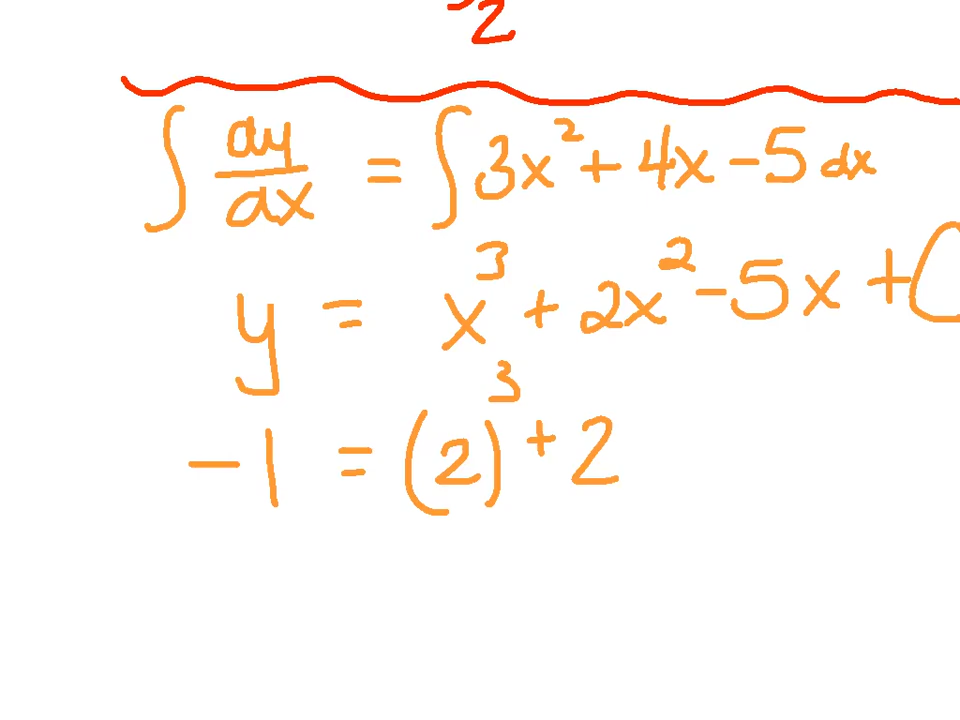 2
∫ dy/dx = ∫ 3x² + 4x - 5 dx
y = x³ + 2x² - 5x +
-1 = (2)³ + 2